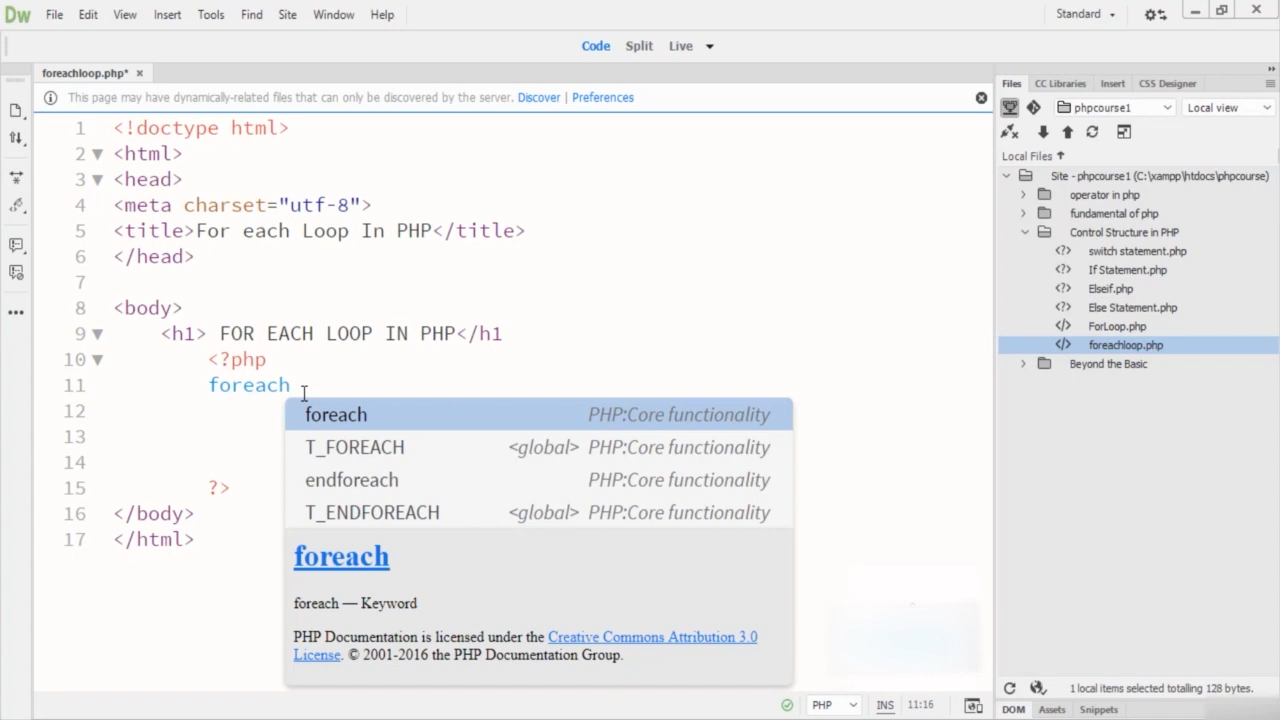 Dw File Edit View Insert Tools Find Site Window Help Standard
Code Split Live
foreachloop.php* ×
This page may have dynamically-related files that can only be discovered by the server. Discover | Preferences
1 <!doctype html>
2 <html>
3 <head>
4 <meta charset="utf-8">
5 <title>For each Loop In PHP</title>
6 </head>
7
8 <body>
9 <h1> FOR EACH LOOP IN PHP</h1
10 <?php
11 foreach
12
13
14
15 ?>
16 </body>
17 </html>
foreach PHP:Core functionality
T_FOREACH <global> PHP:Core functionality
endforeach PHP:Core functionality
T_ENDFOREACH <global> PHP:Core functionality
foreach
foreach — Keyword
PHP Documentation is licensed under the Creative Commons Attribution 3.0
License. © 2001-2016 the PHP Documentation Group.
PHP INS 11:16
Files CC Libraries Insert CSS Designer
phpcourse1 Local view
Local Files
Site - phpcourse1 (C:\xampp\htdocs\phpcourse)
operator in php
fundamental of php
Control Structure in PHP
<?> switch statement.php
<?> If Statement.php
<?> Elseif.php
<?> Else Statement.php
</> ForLoop.php
</> foreachloop.php
Beyond the Basic
1 local items selected totalling 128 bytes.
DOM Assets Snippets